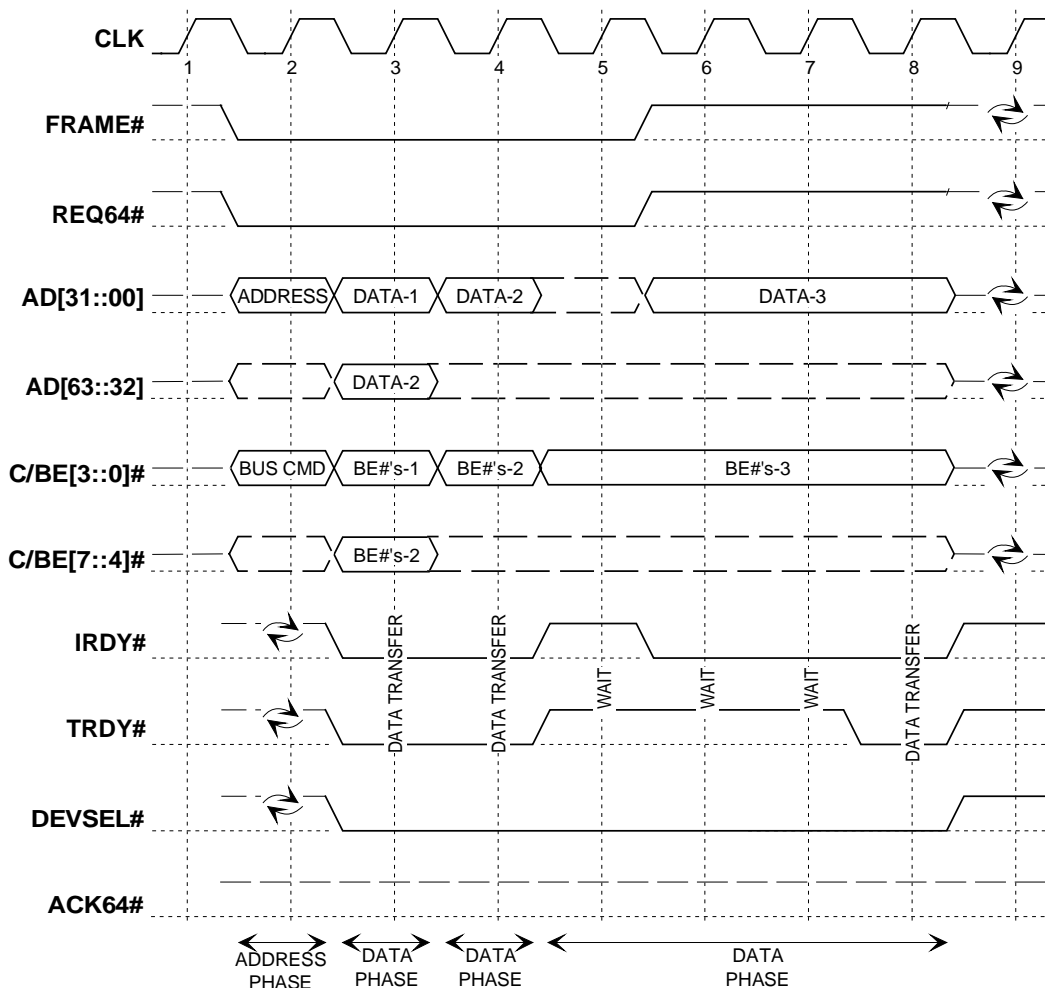 CLK
1 2 3 4 5 6 7 8 9
FRAME#
REQ64#
AD[31::00] ADDRESS DATA-1 DATA-2 DATA-3
AD[63::32] DATA-2
C/BE[3::0]# BUS CMD BE#'s-1 BE#'s-2 BE#'s-3
C/BE[7::4]# BE#'s-2
IRDY#
DATA TRANSFER
DATA TRANSFER
WAIT
WAIT
WAIT
DATA TRANSFER
TRDY#
DEVSEL#
ACK64#
ADDRESS PHASE
DATA PHASE
DATA PHASE
DATA PHASE